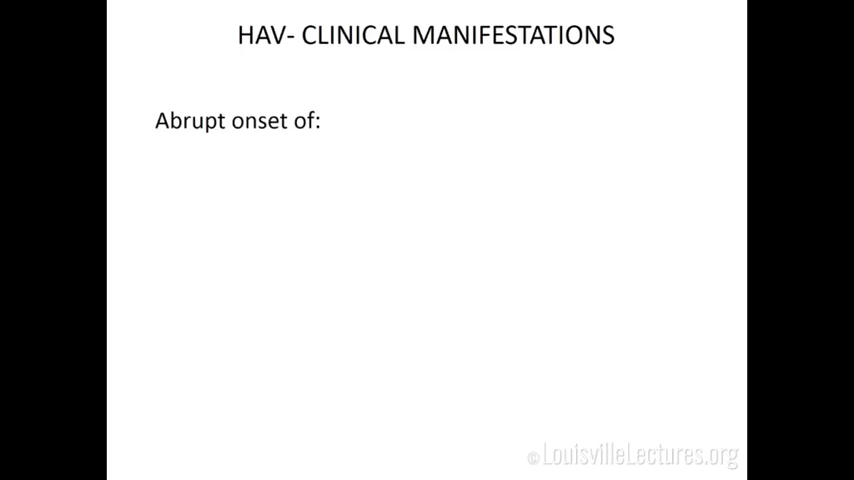 HAV- CLINICAL MANIFESTATIONS
Abrupt onset of:
© LouisvilleLectures.org